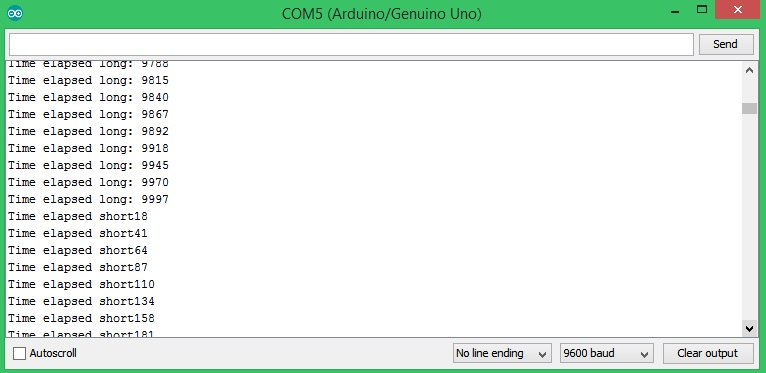 COM5 (Arduino/Genuino Uno)
Send
Time elapsed long: 9788
Time elapsed long: 9815
Time elapsed long: 9840
Time elapsed long: 9867
Time elapsed long: 9892
Time elapsed long: 9918
Time elapsed long: 9945
Time elapsed long: 9970
Time elapsed long: 9997
Time elapsed short18
Time elapsed short41
Time elapsed short64
Time elapsed short87
Time elapsed short110
Time elapsed short134
Time elapsed short158
Time elapsed short181
Autoscroll
No line ending
9600 baud
Clear output